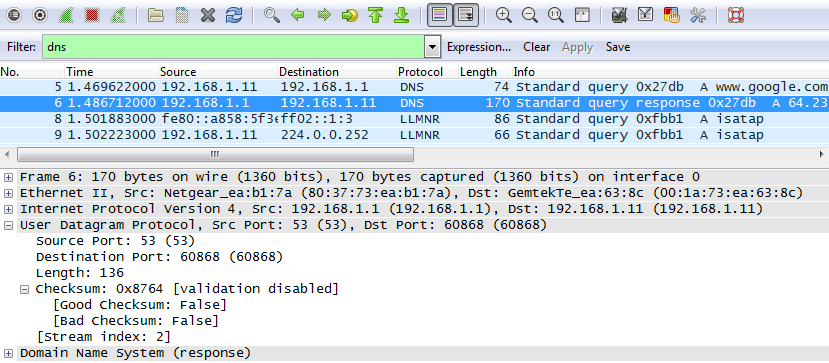 Filter: dns Expression... Clear Apply Save
No. Time Source Destination Protocol Length Info
5 1.469622000 192.168.1.11 192.168.1.1 DNS 74 Standard query 0x27db A www.google.com
6 1.486712000 192.168.1.1 192.168.1.11 DNS 170 Standard query response 0x27db A 64.23
8 1.501883000 fe80::a858:5f3e ff02::1:3 LLMNR 86 Standard query 0xfbb1 A isatap
9 1.502223000 192.168.1.11 224.0.0.252 LLMNR 66 Standard query 0xfbb1 A isatap
Frame 6: 170 bytes on wire (1360 bits), 170 bytes captured (1360 bits) on interface 0
Ethernet II, Src: Netgear_ea:b1:7a (80:37:73:ea:b1:7a), Dst: GemtekTe_ea:63:8c (00:1a:73:ea:63:8c)
Internet Protocol Version 4, Src: 192.168.1.1 (192.168.1.1), Dst: 192.168.1.11 (192.168.1.11)
User Datagram Protocol, Src Port: 53 (53), Dst Port: 60868 (60868)
Source Port: 53 (53)
Destination Port: 60868 (60868)
Length: 136
Checksum: 0x8764 [validation disabled]
[Good Checksum: False]
[Bad Checksum: False]
[Stream index: 2]
Domain Name System (response)